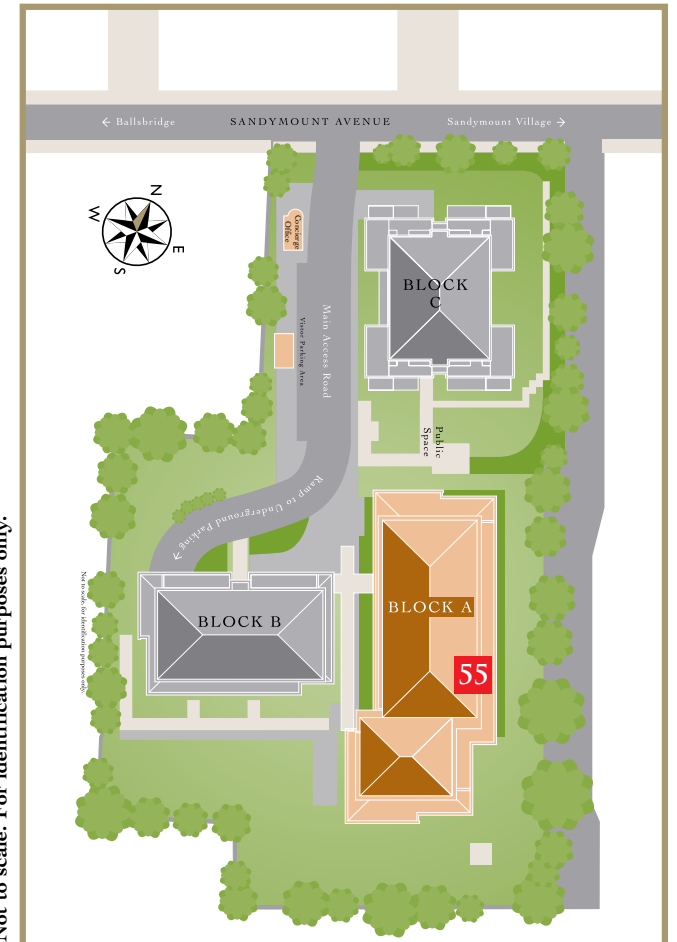 ← Ballsbridge
SANDYMOUNT AVENUE
Sandymount Village →
N
W
E
S
Concierge
Office
BLOCK
C
Main Access Road
Vistor Parking Area
Public
Space
Ramp to Underground Parking →
BLOCK A
BLOCK B
55
Not to scale, for identification purposes only.
Not to scale. For identification purposes only.